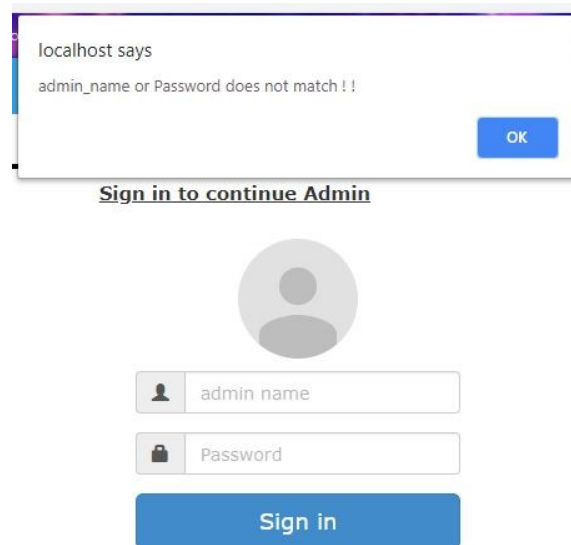 localhost says
admin_name or Password does not match ! !
OK
Sign in to continue Admin
admin name
Password
Sign in